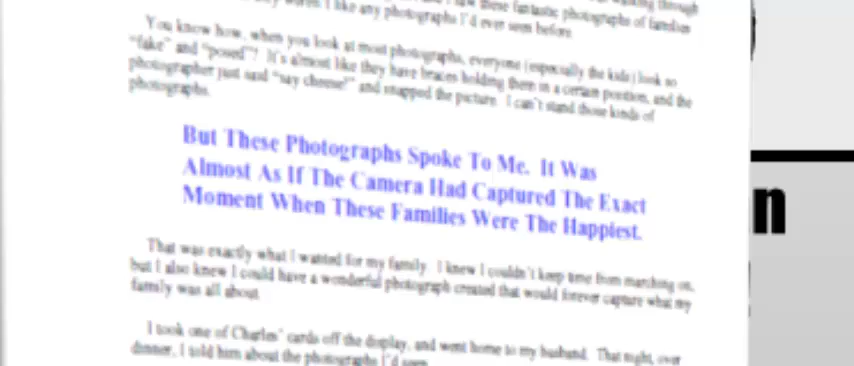 walking through
like any photographs I'd ever seen before. these fantastic photographs of families
You know how, when you look at most photographs, everyone (especially the kids) look so
"fake" and "posed"? It's almost like they have braces holding them in a certain position, and the
photographer just said "say cheese!" and snapped the picture. I can't stand those kinds of
photographs.
But These Photographs Spoke To Me. It Was
Almost As If The Camera Had Captured The Exact
Moment When These Families Were The Happiest.
That was exactly what I wanted for my family. I knew I couldn't keep time from marching on,
but I also knew I could have a wonderful photograph created that would forever capture what my
family was all about.
I took one of Charles' cards off the display, and went home to my husband. That night, over
dinner, I told him about the photographs I'd seen
n